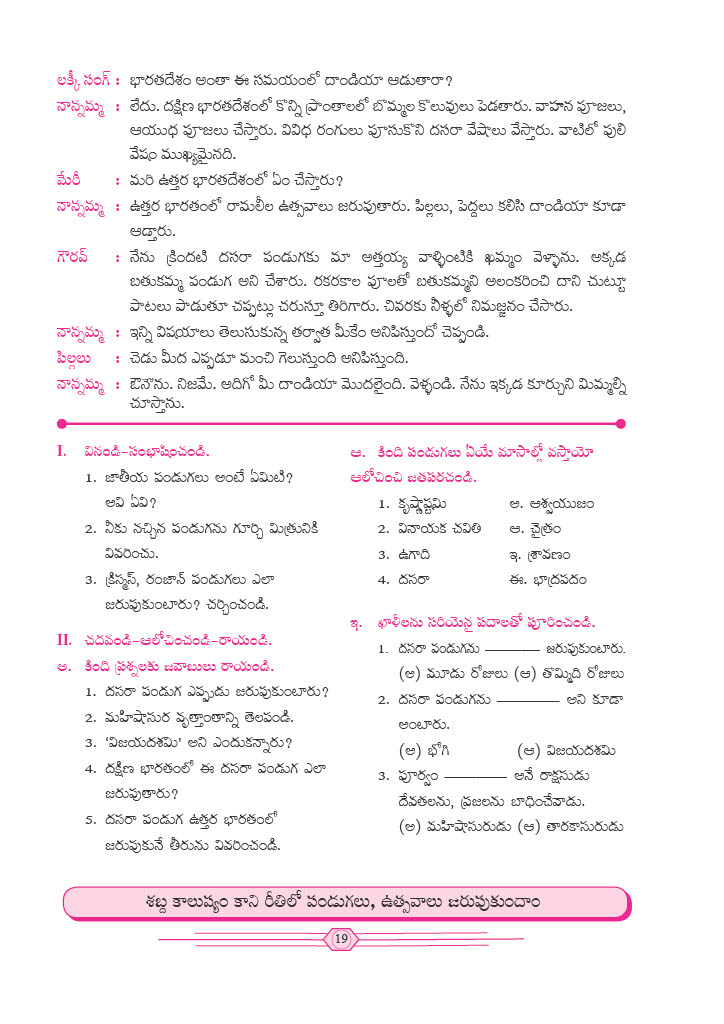 లక్కీ సంగ్ : భారతదేశం అంతా ఈ సమయంలో దాండియా ఆడుతారా?
నాన్నమ్మ : లేదు. దక్షిణ భారతదేశంలో కొన్ని ప్రాంతాలలో బొమ్మల కొలువులు పెడతారు. వాహన పూజలు,
ఆయుధ పూజలు చేస్తారు. వివిధ రంగులు పూసుకొని దసరా వేషాలు వేస్తారు. వాటిలో పులి
వేషం ముఖ్యమైనది.
మేరీ : మరి ఉత్తర భారతదేశంలో ఏం చేస్తారు?
నాన్నమ్మ : ఉత్తర భారతంలో రామలీల ఉత్సవాలు జరుపుతారు. పిల్లలు, పెద్దలు కలిసి దాండియా కూడా
ఆడ్తారు.
గౌరవ్ : నేను క్రిందటి దసరా పండుగకు మా అత్తయ్య వాళ్ళింటికి ఖమ్మం వెళ్ళాను. అక్కడ
బతుకమ్మ పండుగ అని చేశారు. రకరకాల పూలతో బతుకమ్మని అలంకరించి దాని చుట్టూ
పాటలు పాడుతూ చప్పట్లు చరుస్తూ తిరిగారు. చివరకు నీళ్ళలో నిమజ్జనం చేసారు.
నాన్నమ్మ : ఇన్ని విషయాలు తెలుసుకున్న తర్వాత మీకేం అనిపిస్తుందో చెప్పండి.
పిల్లలు : చెడు మీద ఎప్పడూ మంచి గెలుస్తుంది అనిపిస్తుంది.
నాన్నమ్మ : ఔనౌను. నిజమే. అదిగో మీ దాండియా మొదలైంది. వెళ్ళండి. నేను ఇక్కడ కూర్చుని మిమ్మల్ని
చూస్తాను.
I. వినండి-సంభాషించండి.
1. జాతీయ పండుగలు అంటే ఏమిటి?
అవి ఏవి?
2. నీకు నచ్చిన పండుగను గూర్చి మిత్రునికి
వివరించు.
3. క్రిస్మస్, రంజాన్ పండుగలు ఎలా
జరుపుకుంటారు? చర్చించండి.
II. చదవండి-ఆలోచించండి-రాయండి.
అ. కింది ప్రశ్నలకు జవాబులు రాయండి.
1. దసరా పండుగ ఎప్పుడు జరుపుకుంటారు?
2. మహిషాసుర వృత్తాంతాన్ని తెలపండి.
3. ‘విజయదశమి’ అని ఎందుకన్నారు?
4. దక్షిణ భారతంలో ఈ దసరా పండుగ ఎలా
జరుపుతారు?
5. దసరా పండుగ ఉత్తర భారతంలో
జరుపుకునే తీరును వివరించండి.
ఆ. కింది పండుగలు ఏయే మాసాల్లో వస్తాయో
ఆలోచించి జతపరచండి.
1. కృష్ణాష్టమి అ. ఆశ్వయుజం
2. వినాయక చవితి ఆ. చైత్రం
3. ఉగాది ఇ. శ్రావణం
4. దసరా ఈ. భాద్రపదం
ఇ. ఖాళీలను సరియైన పదాలతో పూరించండి.
1. దసరా పండుగను ———— జరుపుకుంటారు.
(అ) మూడు రోజులు (ఆ) తొమ్మిది రోజులు
2. దసరా పండుగను ———— అని కూడా
అంటారు.
(అ) భోగి (ఆ) విజయదశమి
3. పూర్వం ———— అనే రాక్షసుడు
దేవతలను, ప్రజలను బాధించేవాడు.
(అ) మహిషాసురుడు (ఆ) తారకాసురుడు
శబ్ద కాలుష్యం కాని రీతిలో పండుగలు, ఉత్సవాలు జరుపుకుందాం
19